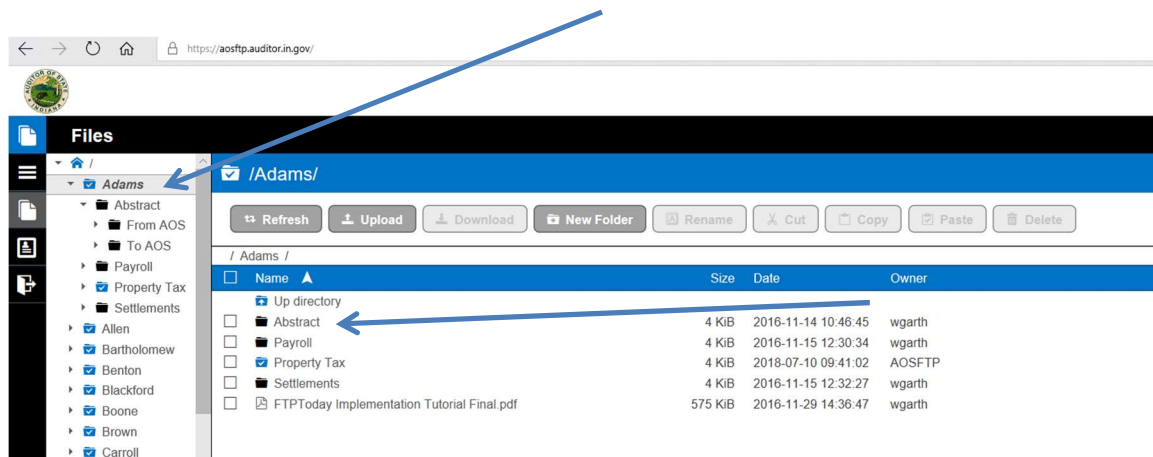 https://aosftp.auditor.in.gov/
AUDITOR OF STATE
INDIANA
Files
/
Adams
Abstract
From AOS
To AOS
Payroll
Property Tax
Settlements
Allen
Bartholomew
Benton
Blackford
Boone
Brown
Carroll
/Adams/
Refresh Upload Download New Folder Rename Cut Copy Paste Delete
/ Adams /
Name Size Date Owner
Up directory
Abstract 4 KiB 2016-11-14 10:46:45 wgarth
Payroll 4 KiB 2016-11-15 12:30:34 wgarth
Property Tax 4 KiB 2018-07-10 09:41:02 AOSFTP
Settlements 4 KiB 2016-11-15 12:32:27 wgarth
FTPToday Implementation Tutorial Final.pdf 575 KiB 2016-11-29 14:36:47 wgarth